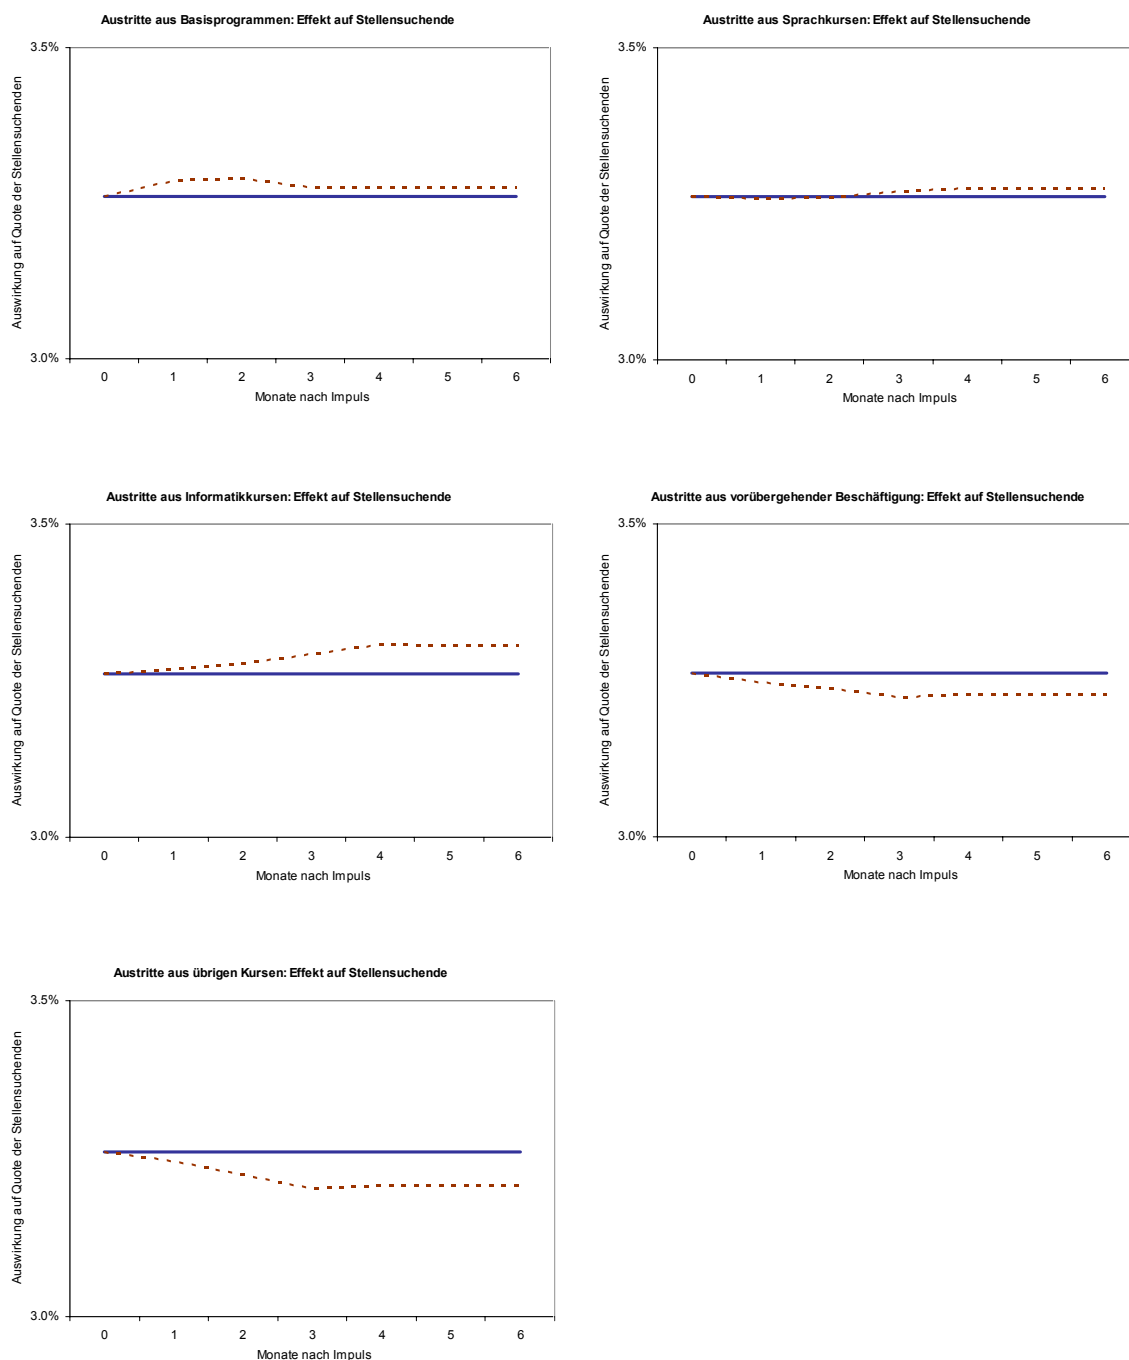 Austritte aus Basisprogrammen: Effekt auf Stellensuchende
3.5%
Auswirkung auf Quote der Stellensuchenden
3.0%
0 1 2 3 4 5 6
Monate nach Impuls
Austritte aus Sprachkursen: Effekt auf Stellensuchende
3.5%
Auswirkung auf Quote der Stellensuchenden
3.0%
0 1 2 3 4 5 6
Monate nach Impuls
Austritte aus Informatikkursen: Effekt auf Stellensuchende
3.5%
Auswirkung auf Quote der Stellensuchenden
3.0%
0 1 2 3 4 5 6
Monate nach Impuls
Austritte aus vorübergehender Beschäftigung: Effekt auf Stellensuchende
3.5%
Auswirkung auf Quote der Stellensuchenden
3.0%
0 1 2 3 4 5 6
Monate nach Impuls
Austritte aus übrigen Kursen: Effekt auf Stellensuchende
3.5%
Auswirkung auf Quote der Stellensuchenden
3.0%
0 1 2 3 4 5 6
Monate nach Impuls